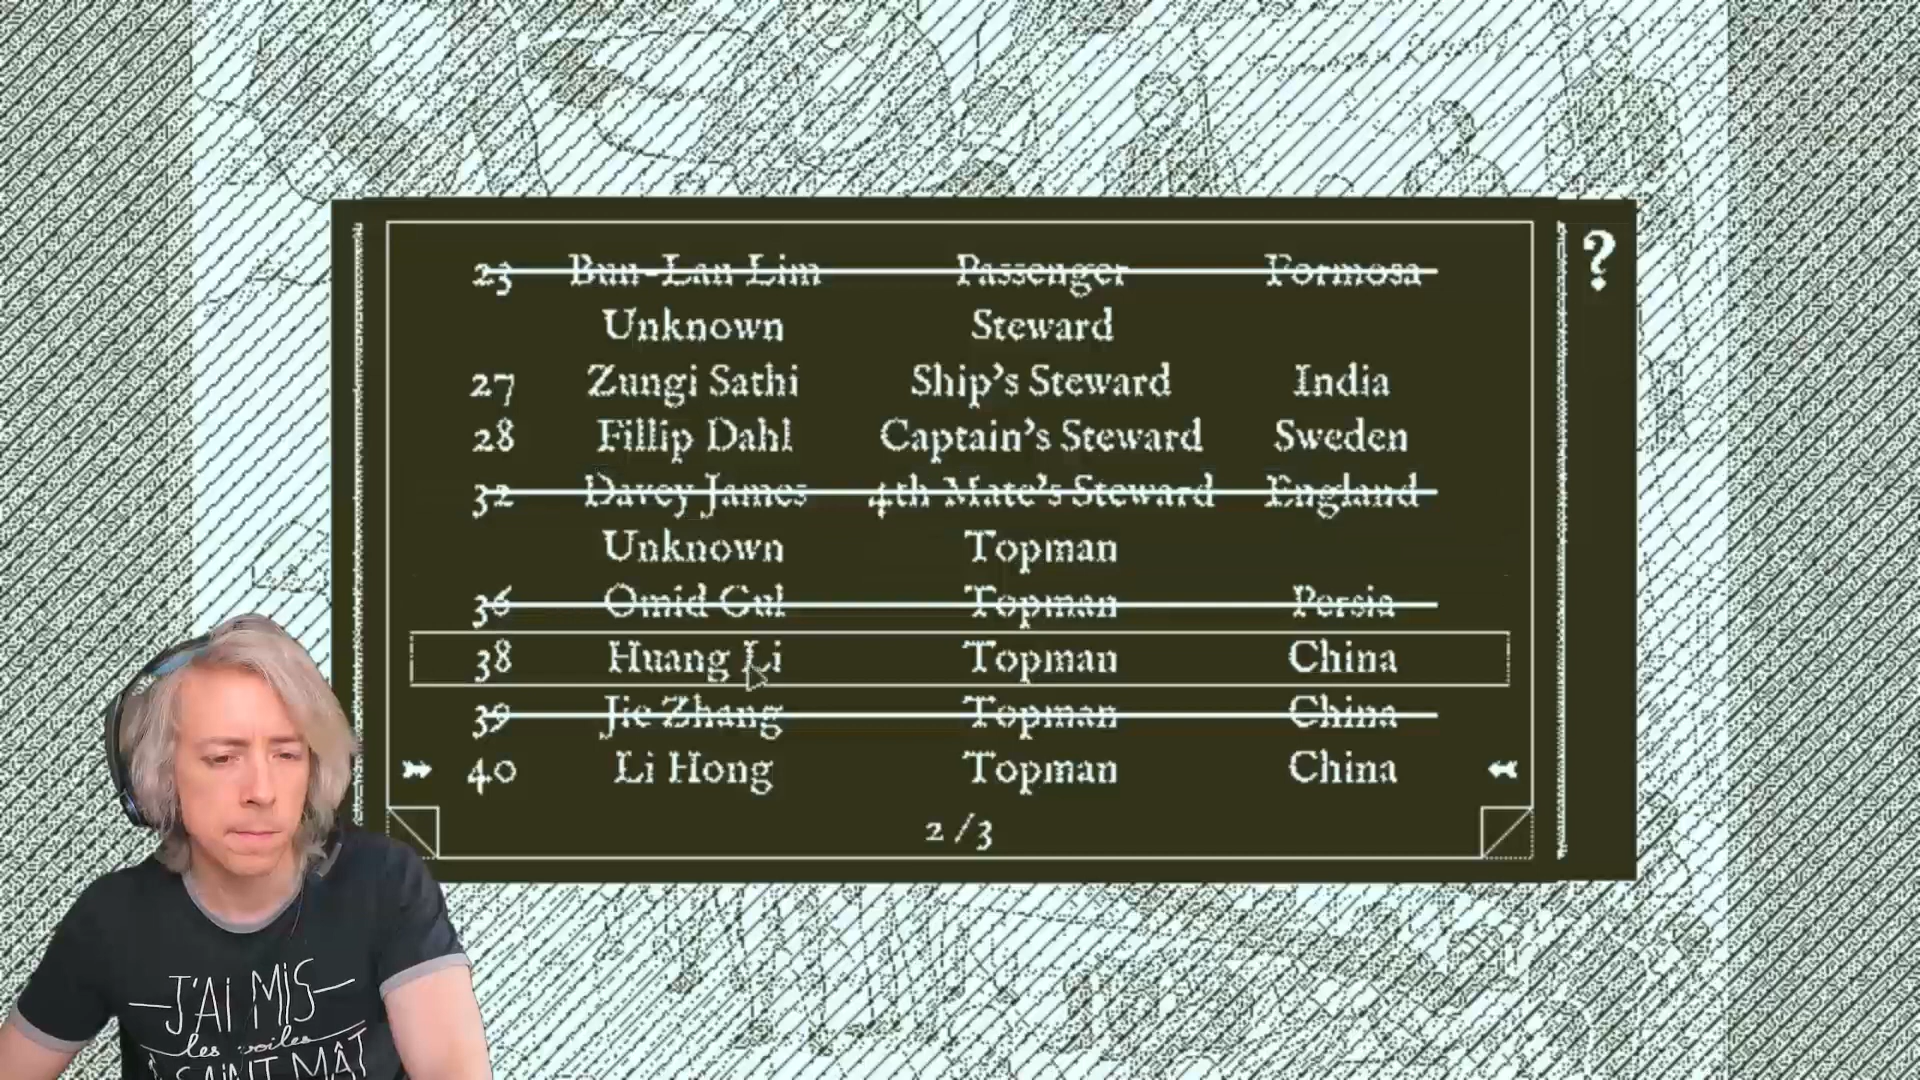 ?
23 Bun-Lan Lim Passenger Formosa
Unknown Steward
27 Zungi Sathi Ship's Steward India
28 Fillip Dahl Captain's Steward Sweden
32 Davey James 4th Mate's Steward England
Unknown Topman
36 Omid Gul Topman Persia
38 Huang Li Topman China
39 Jie Zhang Topman China
40 Li Hong Topman China
2/3
J'AI MIS
les voiles
SAINT MÂT